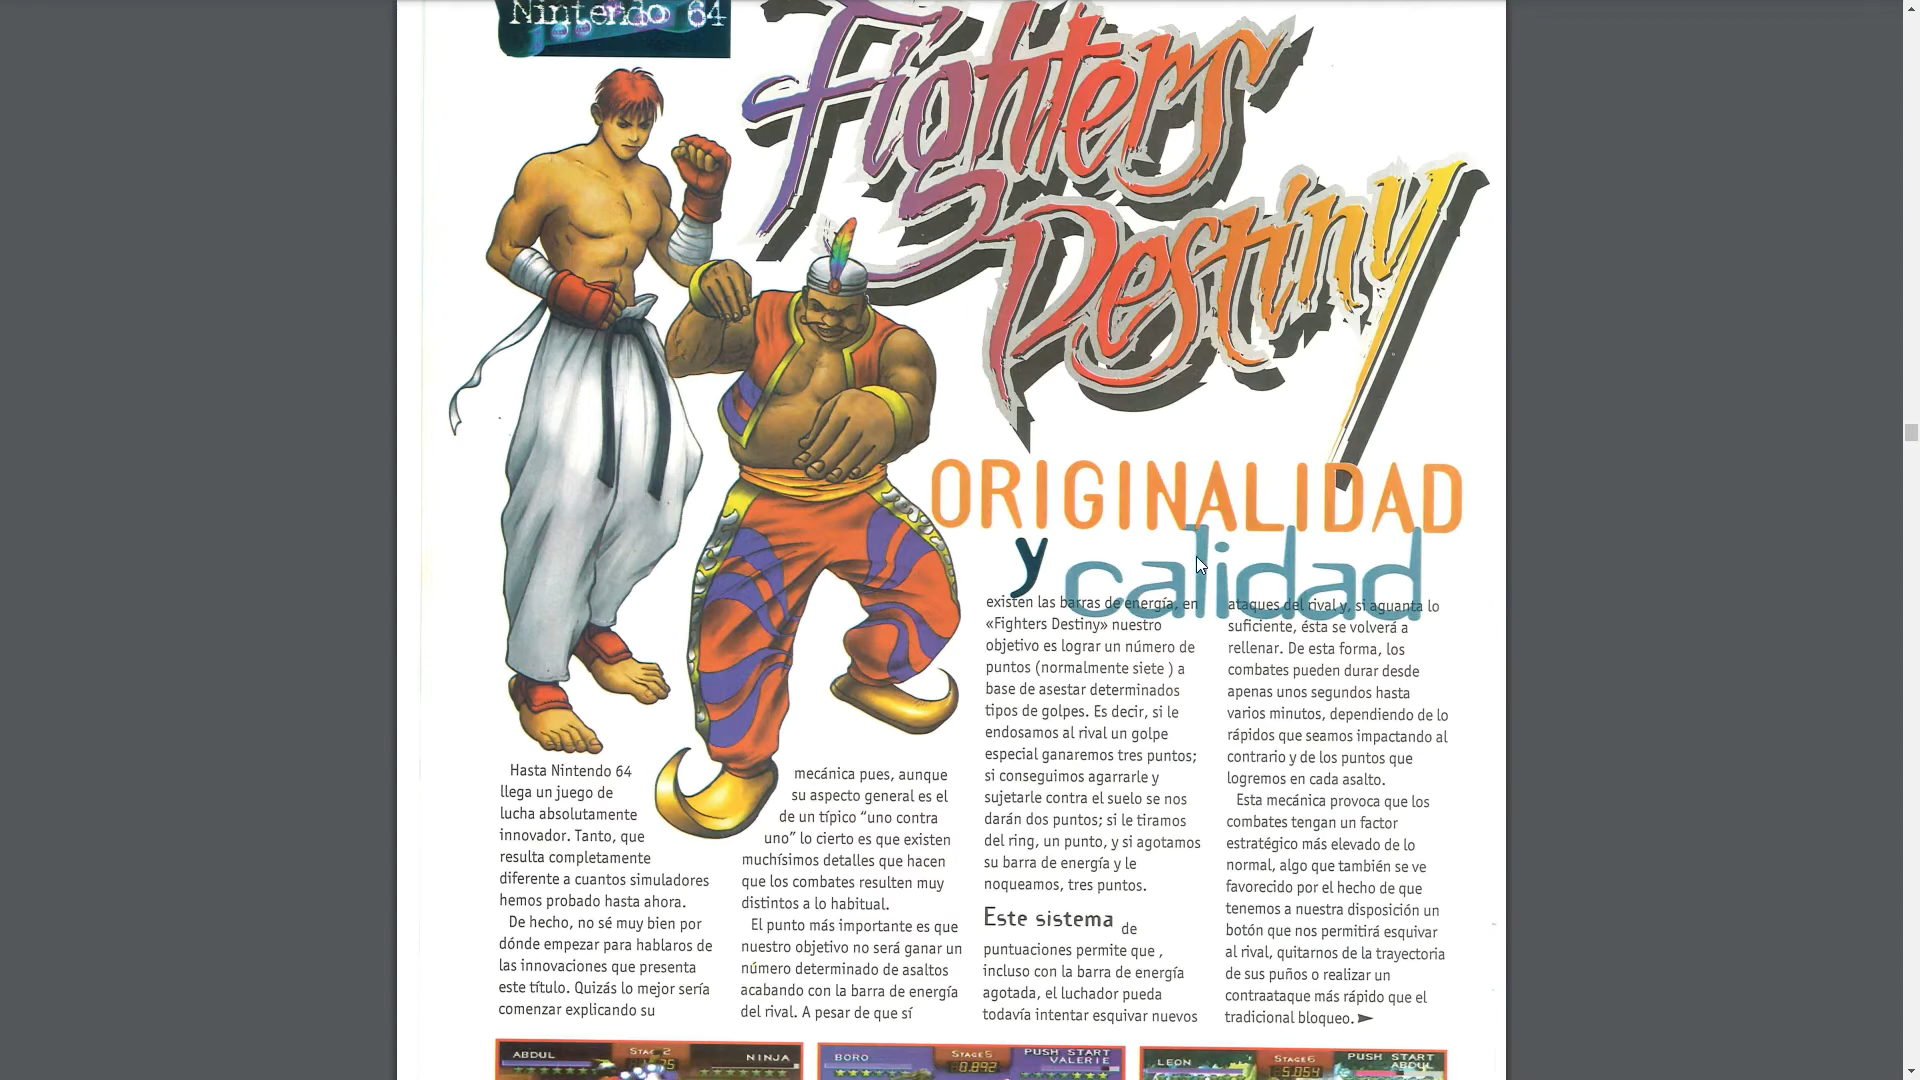 Nintendo 64
Fighters
Destiny
ORIGINALIDAD
y calidad
Hasta Nintendo 64
llega un juego de
lucha absolutamente
innovador. Tanto, que
resulta completamente
diferente a cuantos simuladores
hemos probado hasta ahora.
De hecho, no sé muy bien por
dónde empezar para hablaros de
las innovaciones que presenta
este título. Quizás lo mejor sería
comenzar explicando su
mecánica pues, aunque
su aspecto general es el
de un típico “uno contra
uno” lo cierto es que existen
muchísimos detalles que hacen
que los combates resulten muy
distintos a lo habitual.
El punto más importante es que
nuestro objetivo no será ganar un
número determinado de asaltos
acabando con la barra de energía
del rival. A pesar de que sí
existen las barras de energía, en
«Fighters Destiny» nuestro
objetivo es lograr un número de
puntos (normalmente siete ) a
base de asestar determinados
tipos de golpes. Es decir, si le
endosamos al rival un golpe
especial ganaremos tres puntos;
si conseguimos agarrarle y
sujetarle contra el suelo se nos
darán dos puntos; si le tiramos
del ring, un punto, y si agotamos
su barra de energía y le
noqueamos, tres puntos.
Este sistema de
puntuaciones permite que ,
incluso con la barra de energía
agotada, el luchador pueda
todavía intentar esquivar nuevos
ataques del rival y, si aguanta lo
suficiente, ésta se volverá a
rellenar. De esta forma, los
combates pueden durar desde
apenas unos segundos hasta
varios minutos, dependiendo de lo
rápidos que seamos impactando al
contrario y de los puntos que
logremos en cada asalto.
Esta mecánica provoca que los
combates tengan un factor
estratégico más elevado de lo
normal, algo que también se ve
favorecido por el hecho de que
tenemos a nuestra disposición un
botón que nos permitirá esquivar
al rival, quitarnos de la trayectoria
de sus puños o realizar un
contraataque más rápido que el
tradicional bloqueo.
ABDUL STAGE 2 NINJA
BORO STAGE5 PUSH START
0.892 VALERIE
LEON STAGE6 PUSH START
5.054 ABDUL